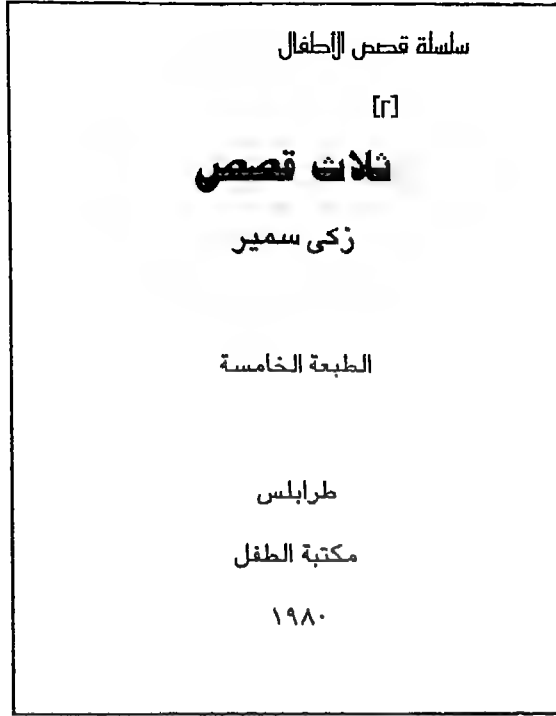 سلسلة قصص الأطفال
[٢]
ثلاث قصص
زكى سمير
الطبعة الخامسة
طرابلس
مكتبة الطفل
١٩٨٠